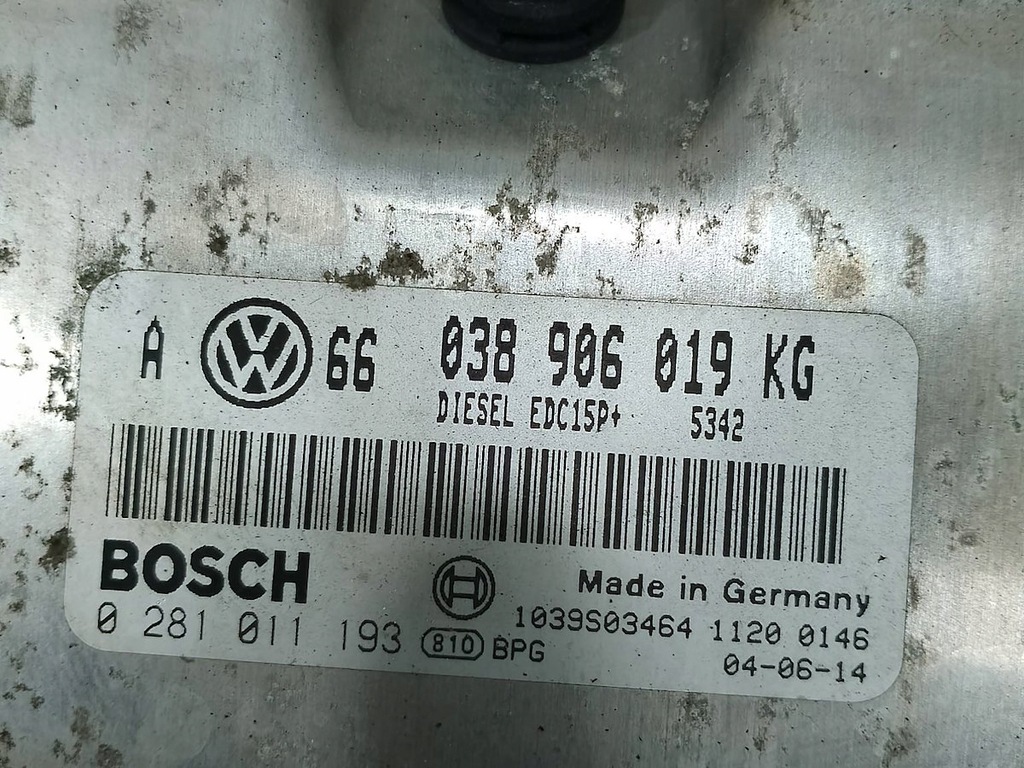 A VW 66 038 906 019 KG
DIESEL EDC15P+ 5342
BOSCH Made in Germany
0 281 011 193 810 BPG 1039S03464 1120 0146
04-06-14